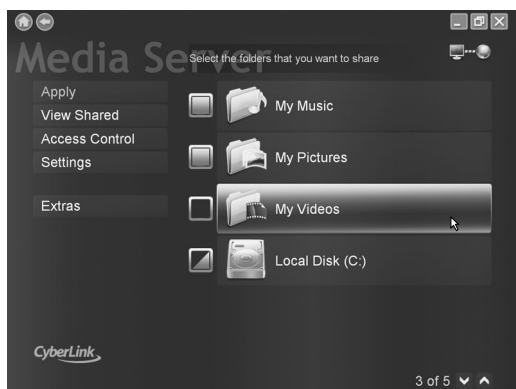 Media Server
Select the folders that you want to share
Apply
View Shared
Access Control
Settings
Extras
My Music
My Pictures
My Videos
Local Disk (C:)
CyberLink
3 of 5